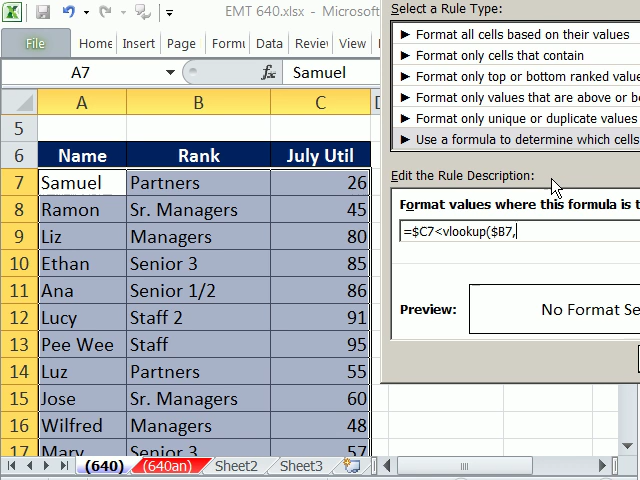 EMT 640.xlsx - Microsoft
File Home Insert Page Formu Data Review View
A7 fx Samuel
A B C
5
6 Name Rank July Util
7 Samuel Partners 26
8 Ramon Sr. Managers 45
9 Liz Managers 80
10 Ethan Senior 3 85
11 Ana Senior 1/2 86
12 Lucy Staff 2 91
13 Pee Wee Staff 95
14 Luz Partners 55
15 Jose Sr. Managers 60
16 Wilfred Managers 48
17 Mary Senior 3 57
(640) (640an) Sheet2 Sheet3
Select a Rule Type:
► Format all cells based on their values
► Format only cells that contain
► Format only top or bottom ranked value
► Format only values that are above or be
► Format only unique or duplicate values
► Use a formula to determine which cells
Edit the Rule Description:
Format values where this formula is t
=$C7<vlookup($B7,
Preview: No Format Se